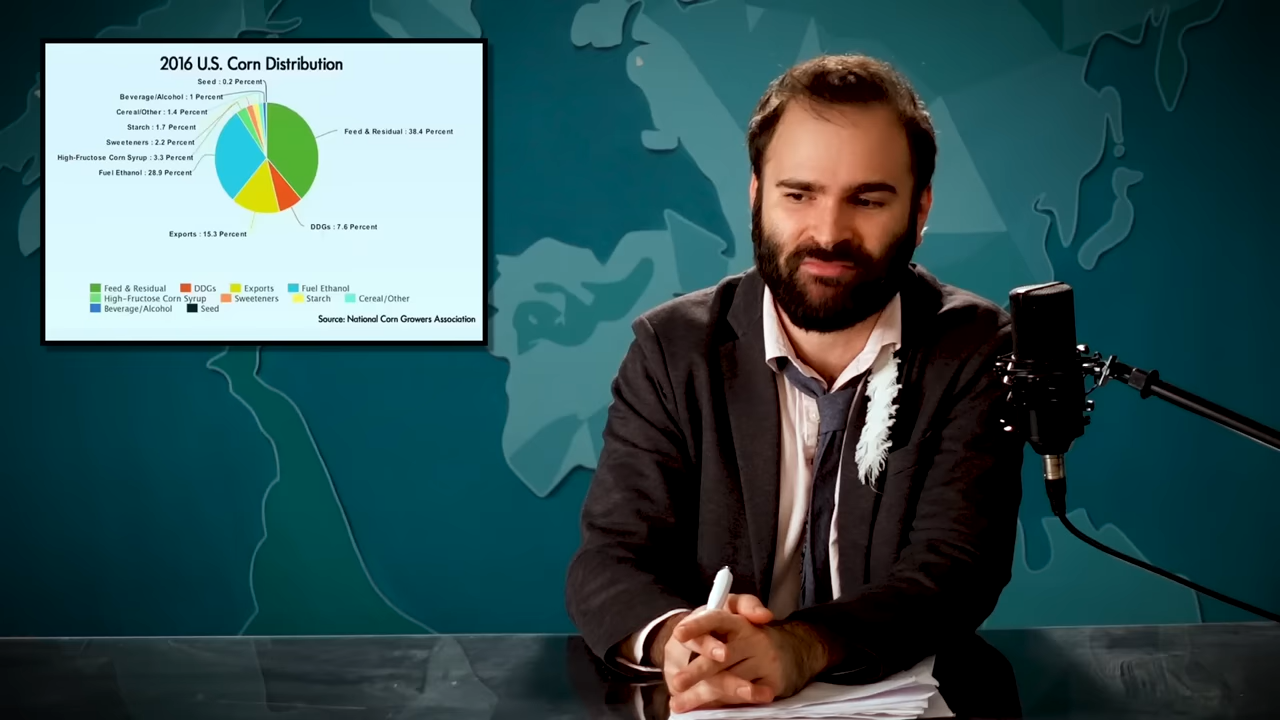 2016 U.S. Corn Distribution
Seed : 0.2 Percent
Beverage/Alcohol : 1 Percent
Cereal/Other : 1.4 Percent
Starch : 1.7 Percent
Sweeteners : 2.2 Percent
High-Fructose Corn Syrup : 3.3 Percent
Fuel Ethanol : 28.9 Percent
Feed & Residual : 38.4 Percent
DDGs : 7.6 Percent
Exports : 15.3 Percent
Feed & Residual DDGs Exports Fuel Ethanol
High-Fructose Corn Syrup Sweeteners Starch Cereal/Other
Beverage/Alcohol Seed
Source: National Corn Growers Association